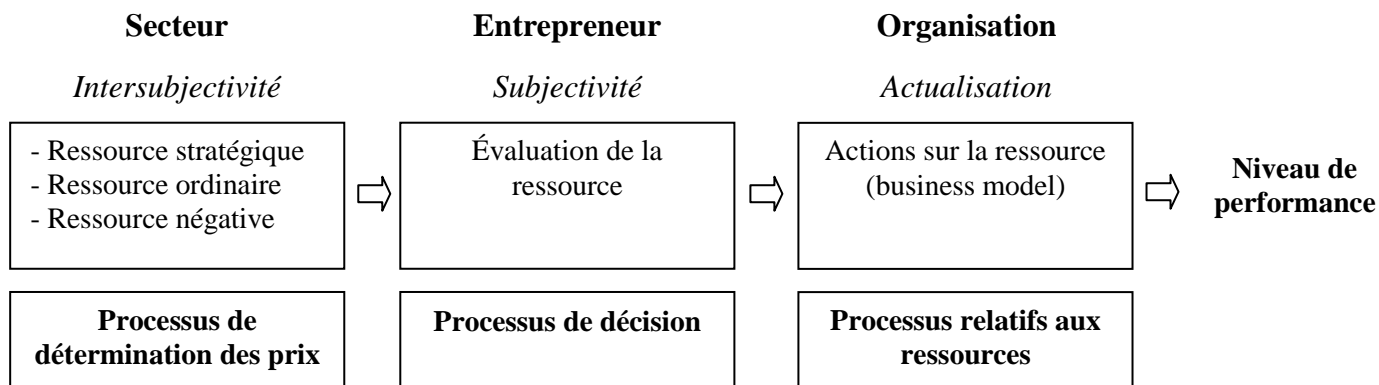 Secteur
Entrepreneur
Organisation
Intersubjectivité
Subjectivité
Actualisation
- Ressource stratégique
- Ressource ordinaire
- Ressource négative
Évaluation de la
ressource
Actions sur la ressource
(business model)
Niveau de
performance
Processus de
détermination des prix
Processus de décision
Processus relatifs aux
ressources